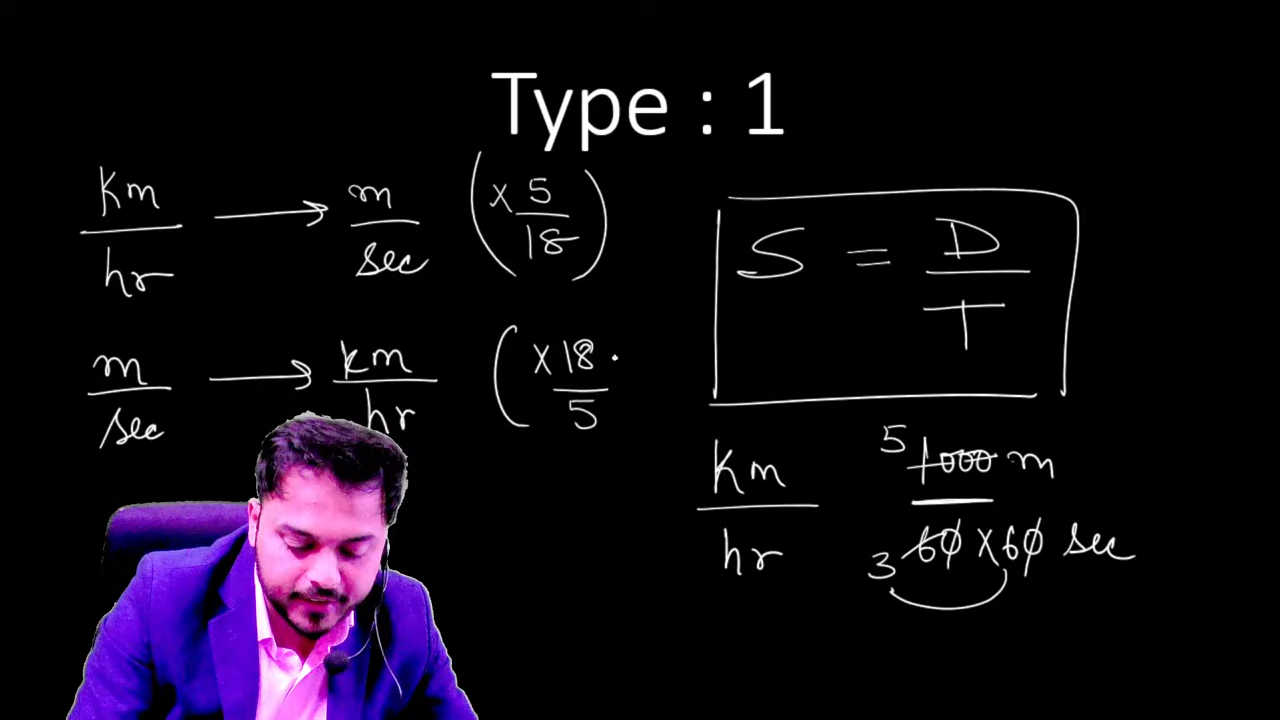 Type : 1
km/hr → m/sec (× 5/18)
m/sec → km/hr (× 18/5
S = D/T
km/hr 5 1000 m
3 60 × 60 sec